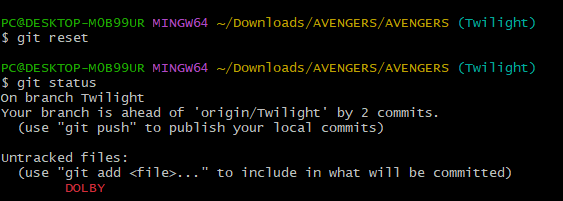 PC@DESKTOP-M0B99UR MINGW64 ~/Downloads/AVENGERS/AVENGERS (Twilight)
$ git reset
PC@DESKTOP-M0B99UR MINGW64 ~/Downloads/AVENGERS/AVENGERS (Twilight)
$ git status
On branch Twilight
Your branch is ahead of 'origin/Twilight' by 2 commits.
(use "git push" to publish your local commits)
Untracked files:
(use "git add <file>..." to include in what will be committed)
DOLBY